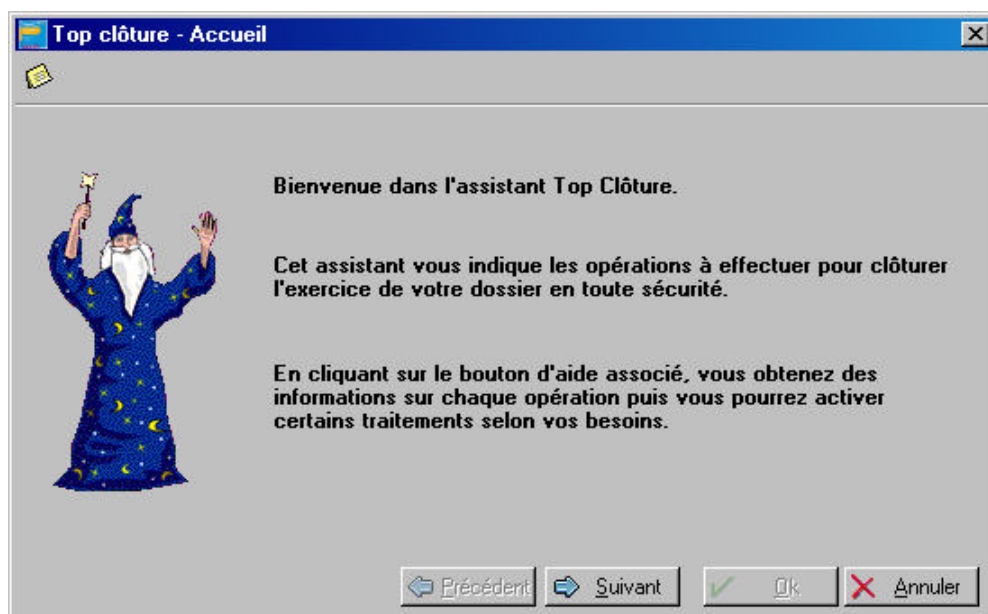 Top clôture - Accueil
Bienvenue dans l'assistant Top Clôture.
Cet assistant vous indique les opérations à effectuer pour clôturer
l'exercice de votre dossier en toute sécurité.
En cliquant sur le bouton d'aide associé, vous obtenez des
informations sur chaque opération puis vous pourrez activer
certains traitements selon vos besoins.
Précédent Suivant Ok Annuler